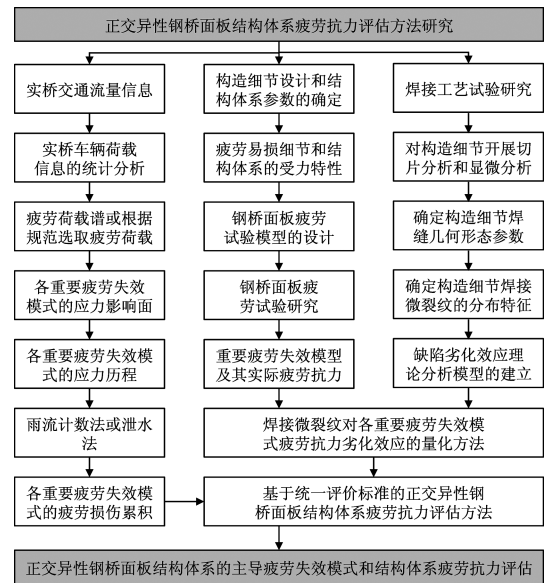 正交异性钢桥面板结构体系疲劳抗力评估方法研究
实桥交通流量信息
实桥车辆荷载
信息的统计分析
疲劳荷载谱或根据
规范选取疲劳荷载
各重要疲劳失效
模式的应力影响面
各重要疲劳失效模
式的应力历程
雨流计数法或泄水
法
各重要疲劳失效模
式的疲劳损伤累积
构造细节设计和结
构体系参数的确定
疲劳易损细节和结
构体系的受力特性
钢桥面板疲劳
试验模型的设计
钢桥面板疲
劳试验研究
重要疲劳失效模型
及其实际疲劳抗力
焊接工艺试验研究
对构造细节开展切
片分析和显微分析
确定构造细节焊
缝几何形态参数
确定构造细节焊接
微裂纹的分布特征
缺陷劣化效应理
论分析模型的建立
焊接微裂纹对各重要疲劳失效模
式疲劳抗力劣化效应的量化方法
基于统一评价标准的正交异性钢
桥面板结构体系疲劳抗力评估方法
正交异性钢桥面板结构体系的主导疲劳失效模式和结构体系疲劳抗力评估